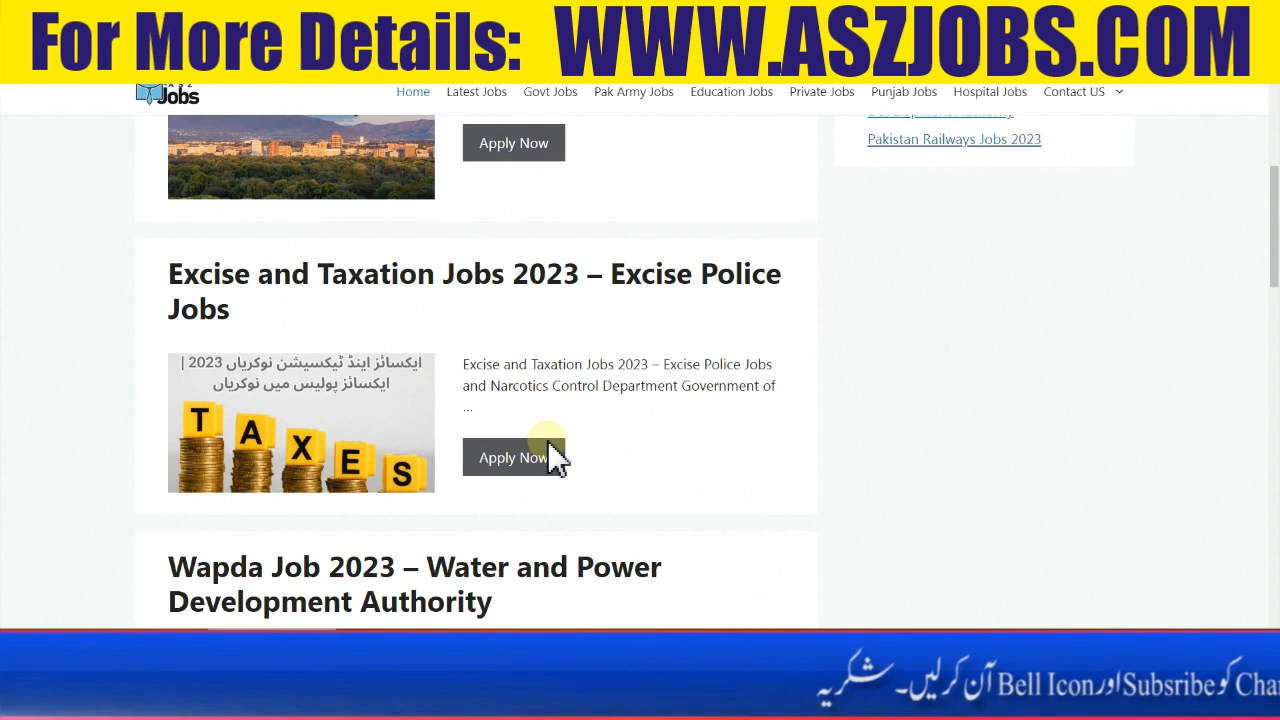 For More Details: WWW.ASZJOBS.COM
Jobs
Home Latest Jobs Govt Jobs Pak Army Jobs Education Jobs Private Jobs Punjab Jobs Hospital Jobs Contact US
Development Authority
Apply Now
Pakistan Railways Jobs 2023
Excise and Taxation Jobs 2023 – Excise Police
Jobs
ایکسائز اینڈ ٹیکسیشن نوکریاں 2023 |
ایکسائز پولیس میں نوکریاں
TAXES
Excise and Taxation Jobs 2023 – Excise Police Jobs
and Narcotics Control Department Government of
...
Apply Now
Wapda Job 2023 – Water and Power
Development Authority
Cha کو Subsribe اور Bell Icon آن کرلیں۔ شکریہ